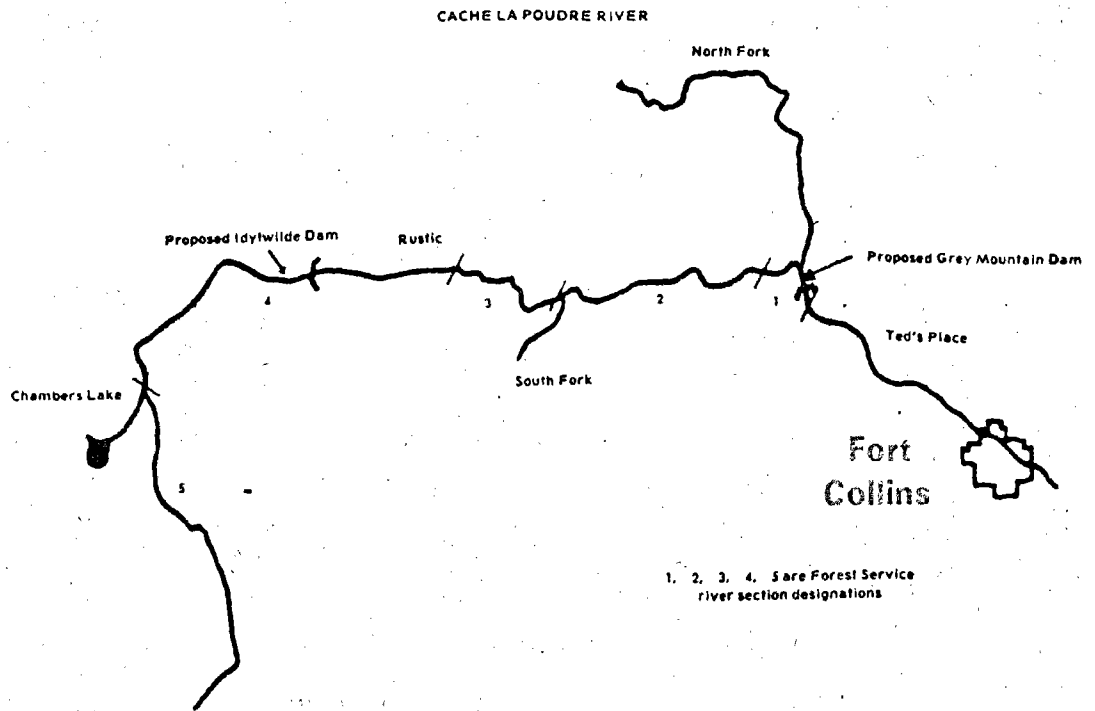 CACHE LA POUDRE RIVER
North Fork
Proposed Idylwilde Dam
Rustic
Proposed Grey Mountain Dam
4
3
2
1
Ted's Place
South Fork
Chambers Lake
Fort
Collins
5
1, 2, 3, 4, 5 are Forest Service
river section designations